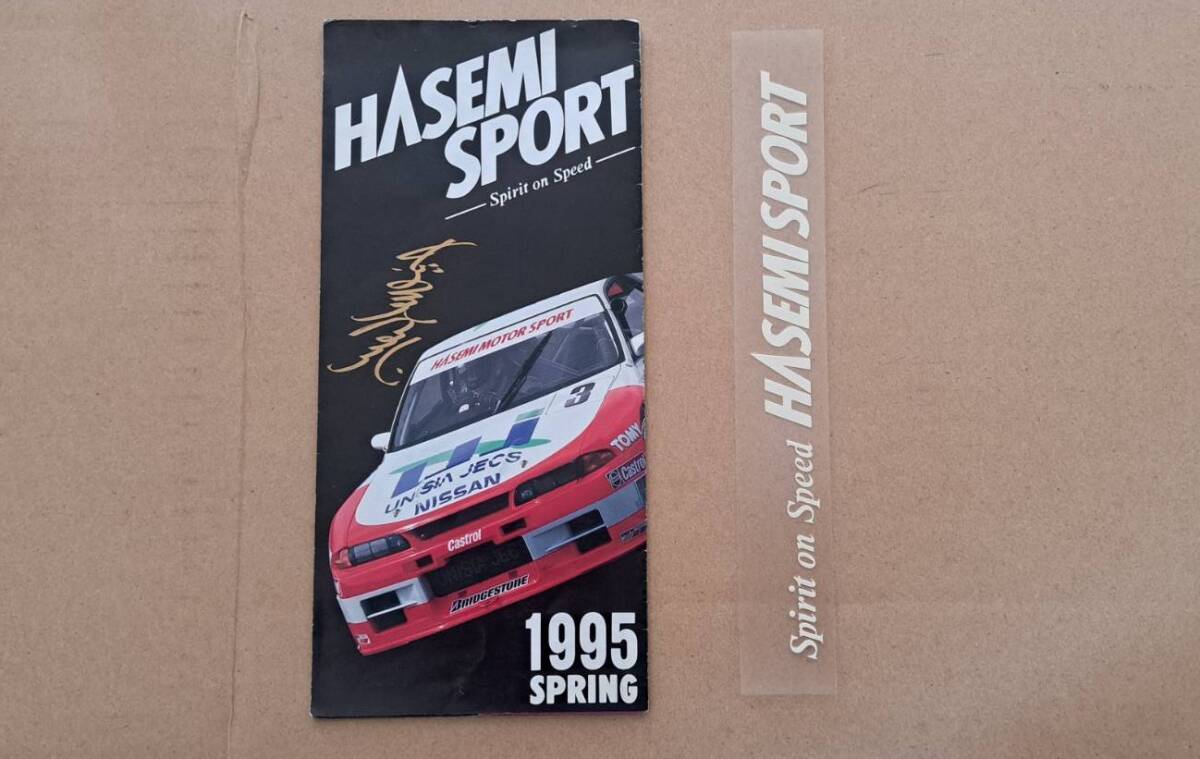 HASEMI
SPORT
Spirit on Speed
HASEMI MOTOR SPORT
3
TOMY
Castrol
UNISIA JECS
NISSAN
Castrol
BRIDGESTONE
1995
SPRING
Spirit on Speed HASEMI SPORT